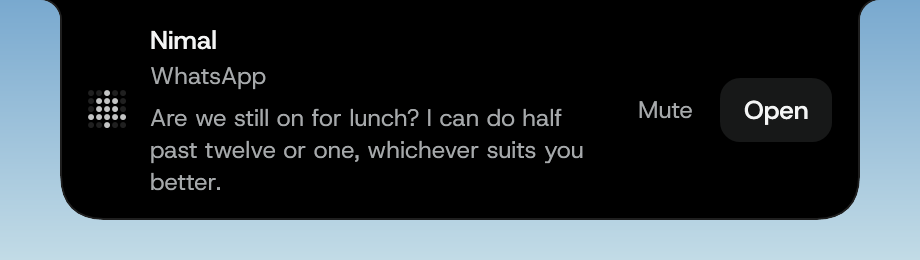 Nimal
WhatsApp
Are we still on for lunch? I can do half
past twelve or one, whichever suits you
better.
Mute
Open